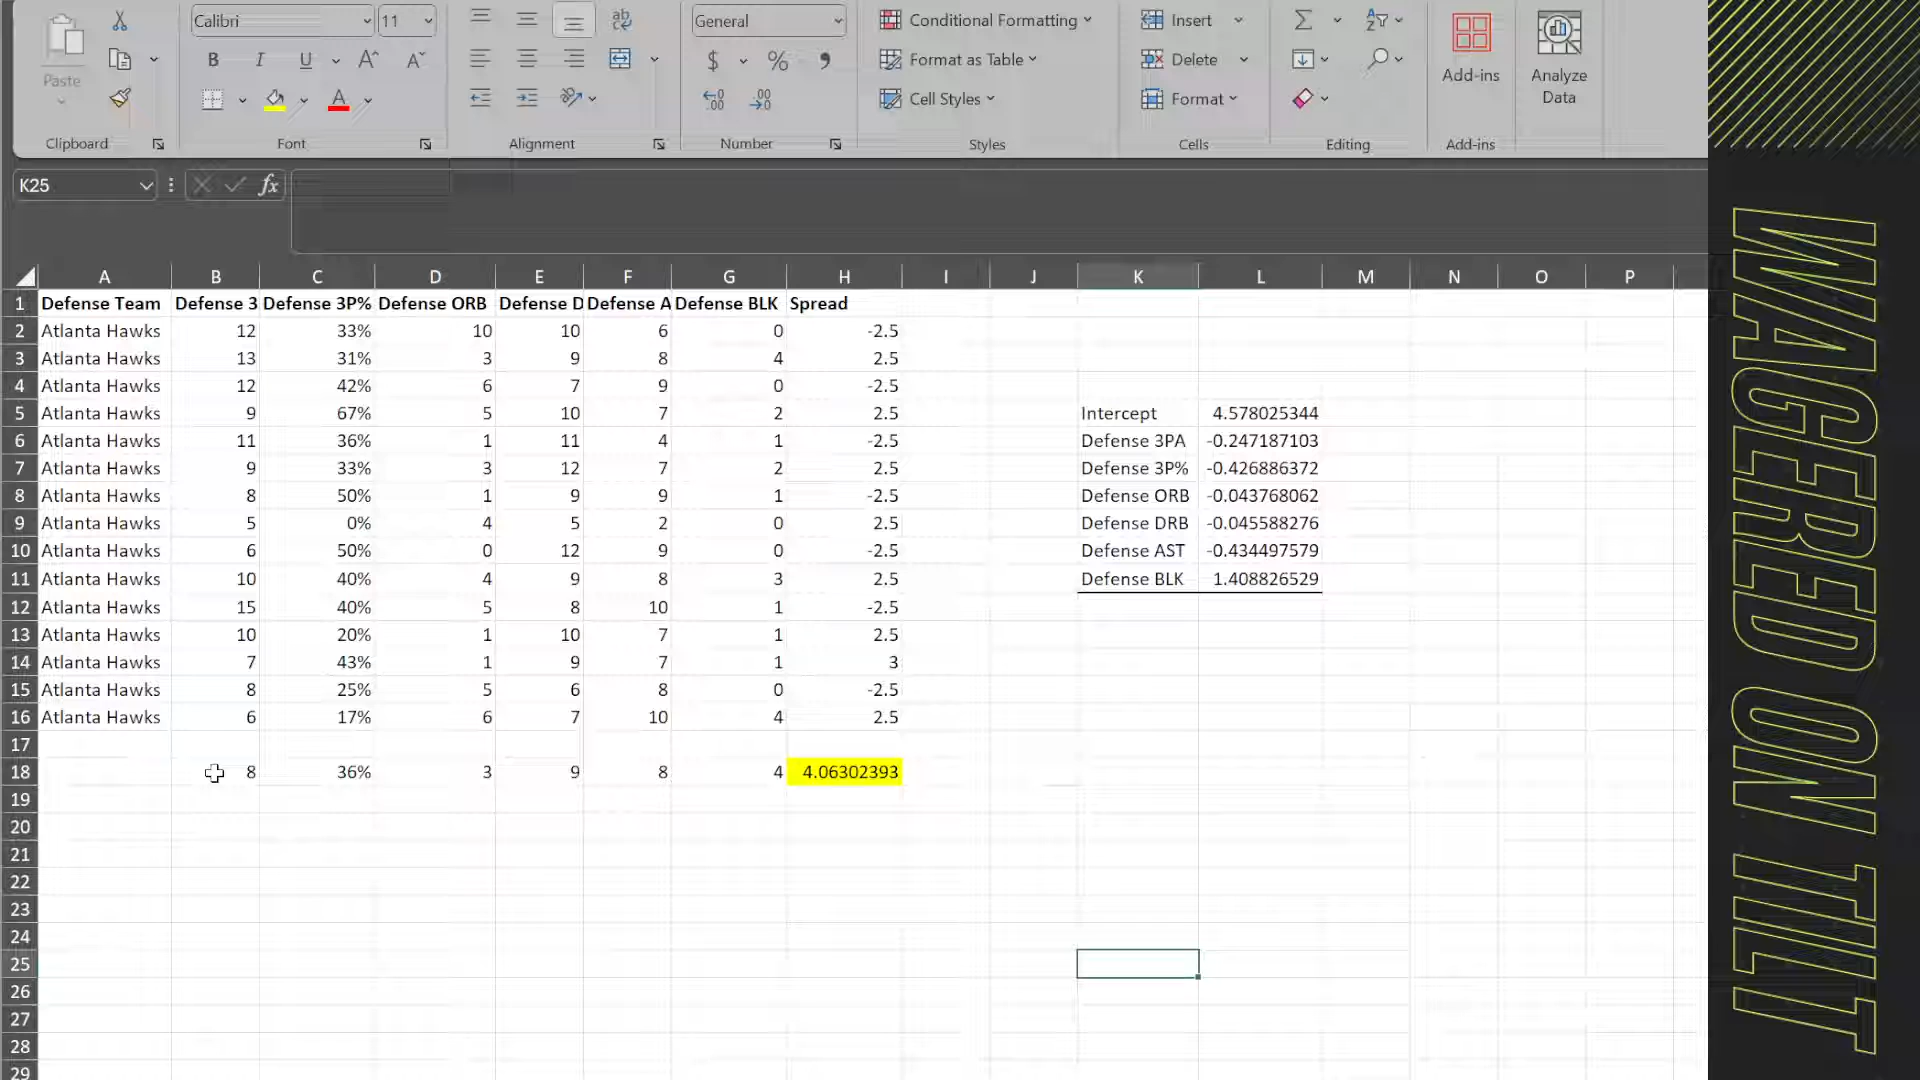 Calibri 11 General Conditional Formatting Insert
Paste B I U Format as Table Delete Add-ins Analyze Data
Cell Styles Format
Clipboard Font Alignment Number Styles Cells Editing Add-ins
K25 fx
A B C D E F G H I J K L M N O P
1 Defense Team Defense 3 Defense 3P% Defense ORB Defense D Defense A Defense BLK Spread
2 Atlanta Hawks 12 33% 10 10 6 0 -2.5
3 Atlanta Hawks 13 31% 3 9 8 4 2.5
4 Atlanta Hawks 12 42% 6 7 9 0 -2.5
5 Atlanta Hawks 9 67% 5 10 7 2 2.5 Intercept 4.578025344
6 Atlanta Hawks 11 36% 1 11 4 1 -2.5 Defense 3PA -0.247187103
7 Atlanta Hawks 9 33% 3 12 7 2 2.5 Defense 3P% -0.426886372
8 Atlanta Hawks 8 50% 1 9 9 1 -2.5 Defense ORB -0.043768062
9 Atlanta Hawks 5 0% 4 5 2 0 2.5 Defense DRB -0.045588276
10 Atlanta Hawks 6 50% 0 12 9 0 -2.5 Defense AST -0.434497579
11 Atlanta Hawks 10 40% 4 9 8 3 2.5 Defense BLK 1.408826529
12 Atlanta Hawks 15 40% 5 8 10 1 -2.5
13 Atlanta Hawks 10 20% 1 10 7 1 2.5
14 Atlanta Hawks 7 43% 1 9 7 1 3
15 Atlanta Hawks 8 25% 5 6 8 0 -2.5
16 Atlanta Hawks 6 17% 6 7 10 4 2.5
17
18 8 36% 3 9 8 4 4.06302393
19
20
21
22
23
24
25
26
27
28
29
WAGERED ON TILT